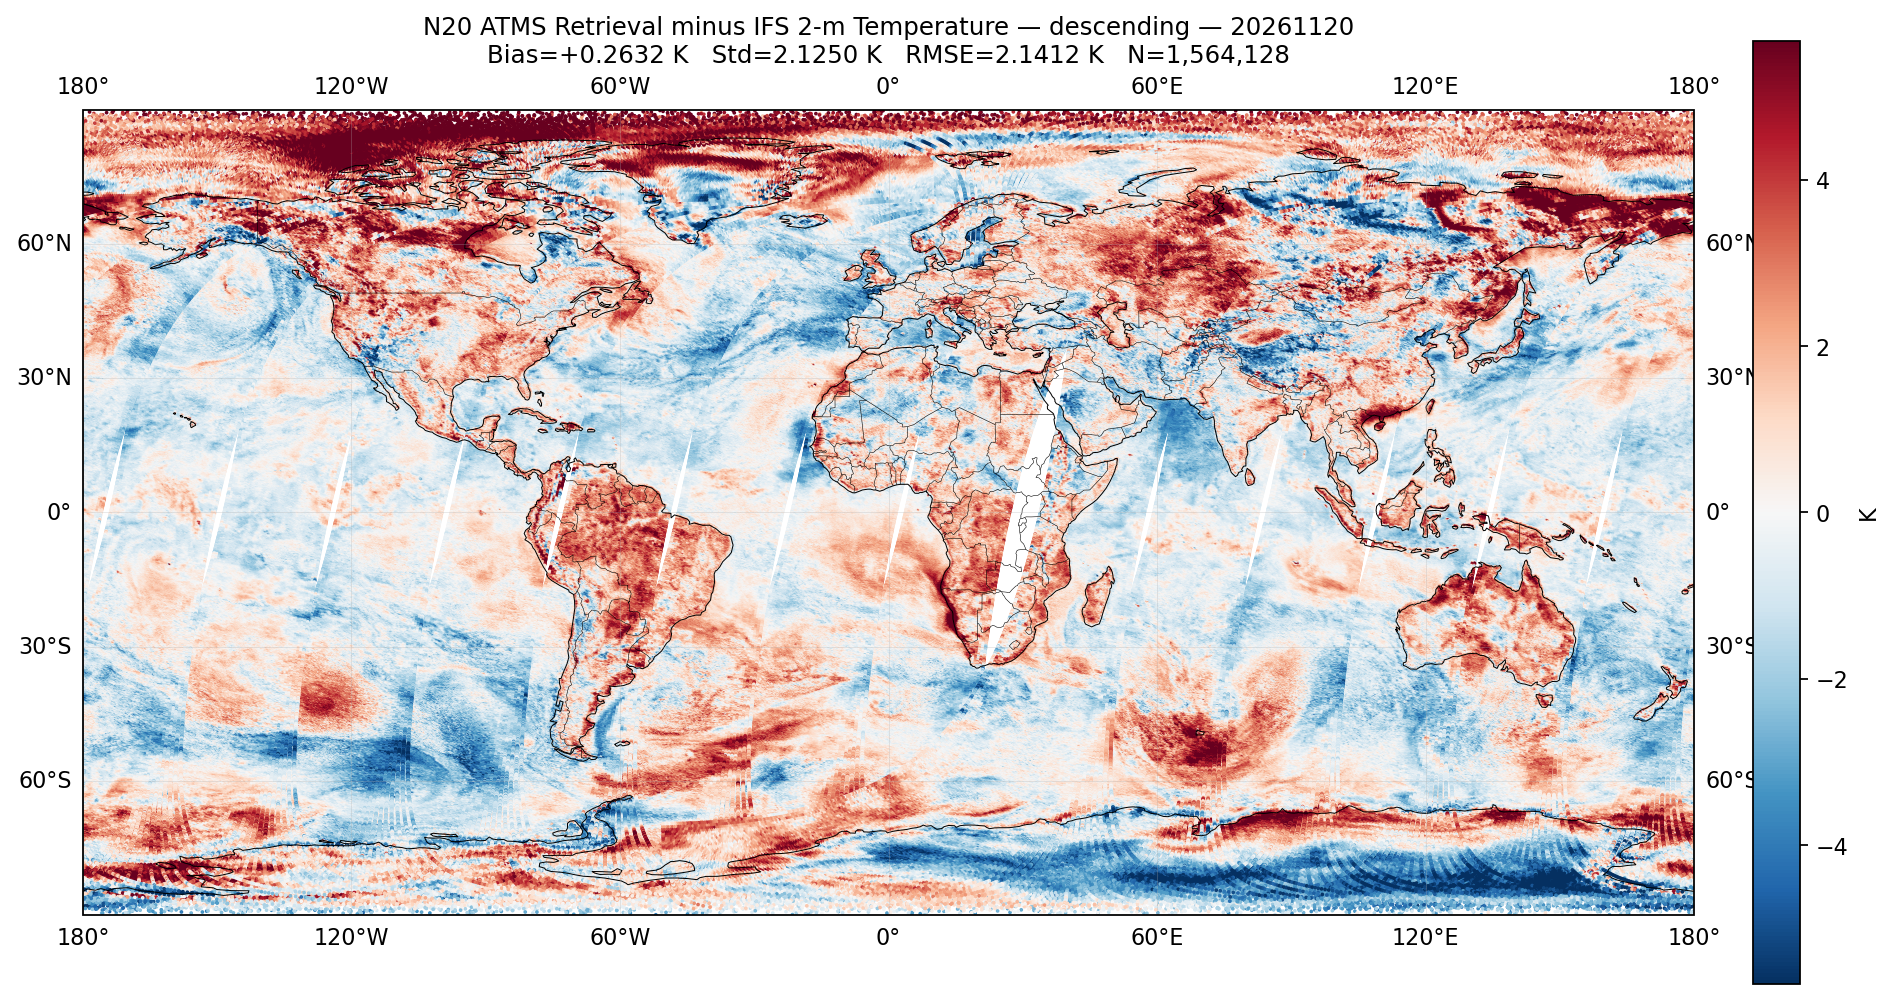 N20 ATMS Retrieval minus IFS 2-m Temperature — descending — 20261120
Bias=+0.2632 K   Std=2.1250 K   RMSE=2.1412 K   N=1,564,128
180° 120°W 60°W 0° 60°E 120°E 180°
4
60°N 60°N
2
30°N 30°N
0° 0° 0
K
30°S 30°S
−2
60°S 60°S
−4
180° 120°W 60°W 0° 60°E 120°E 180°